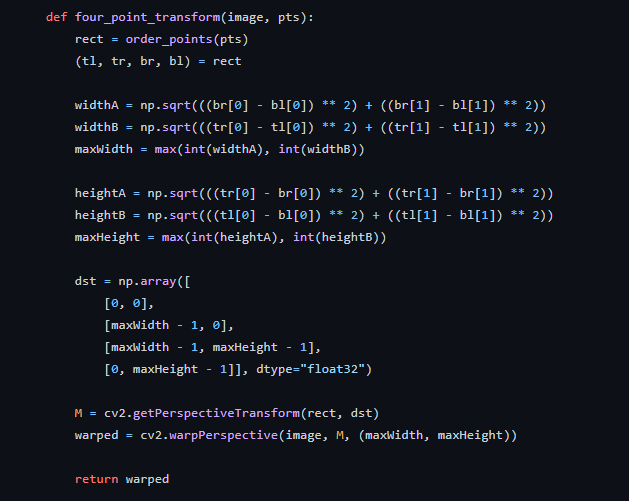 def four_point_transform(image, pts):
    rect = order_points(pts)
    (tl, tr, br, bl) = rect

    widthA = np.sqrt(((br[0] - bl[0]) ** 2) + ((br[1] - bl[1]) ** 2))
    widthB = np.sqrt(((tr[0] - tl[0]) ** 2) + ((tr[1] - tl[1]) ** 2))
    maxWidth = max(int(widthA), int(widthB))

    heightA = np.sqrt(((tr[0] - br[0]) ** 2) + ((tr[1] - br[1]) ** 2))
    heightB = np.sqrt(((tl[0] - bl[0]) ** 2) + ((tl[1] - bl[1]) ** 2))
    maxHeight = max(int(heightA), int(heightB))

    dst = np.array([
        [0, 0],
        [maxWidth - 1, 0],
        [maxWidth - 1, maxHeight - 1],
        [0, maxHeight - 1]], dtype="float32")

    M = cv2.getPerspectiveTransform(rect, dst)
    warped = cv2.warpPerspective(image, M, (maxWidth, maxHeight))

    return warped